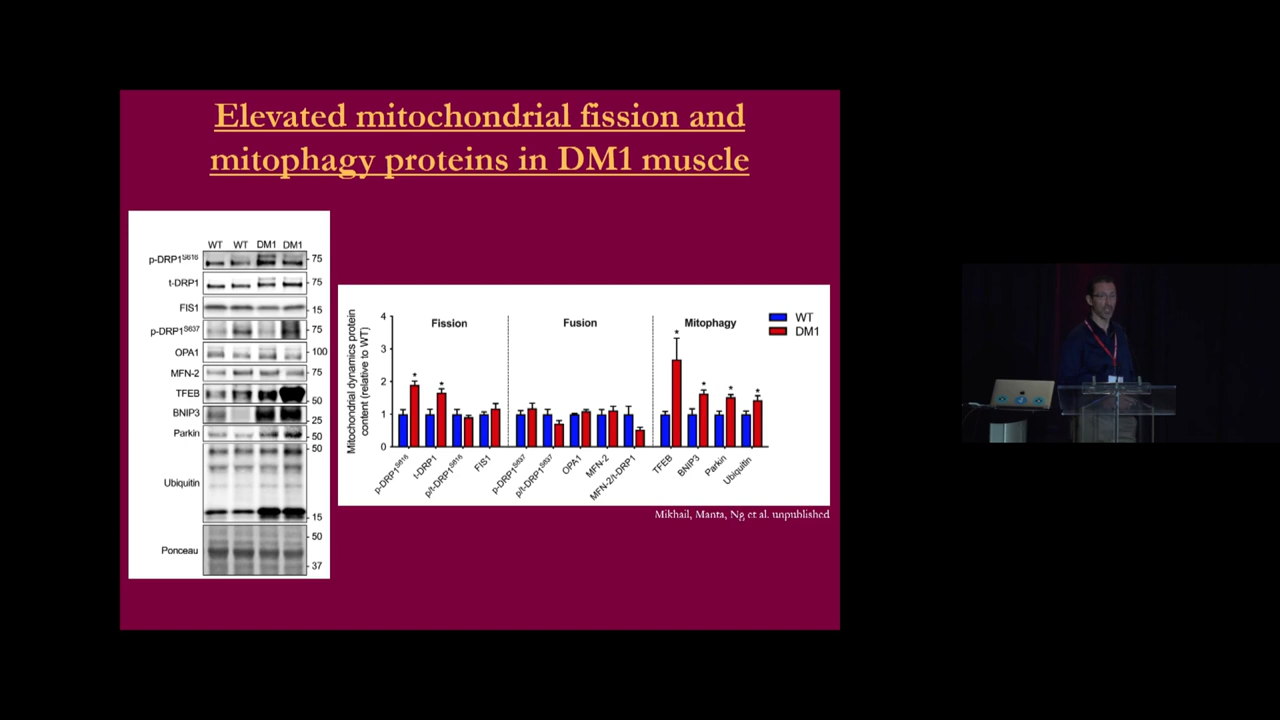 Elevated mitochondrial fission and
mitophagy proteins in DM1 muscle
WT WT DM1 DM1
p-DRP1S616 75
t-DRP1 75
FIS1 15
p-DRP1S637 75
OPA1 100
MFN-2 75
TFEB 50
BNIP3 25
Parkin 50
50
Ubiquitin
15
50
Ponceau
37
Mitochondrial dynamics protein
content (relative to WT)
4
3
2
1
0
Fission Fusion Mitophagy
WT
DM1
* * * * * *
p-DRP1S616
t-DRP1
p/t-DRP1S616
FIS1
p-DRP1S637
p/t-DRP1S637
OPA1
MFN-2
MFN-2/t-DRP1
TFEB
BNIP3
Parkin
Ubiquitin
Mikhail, Manta, Ng et al. unpublished